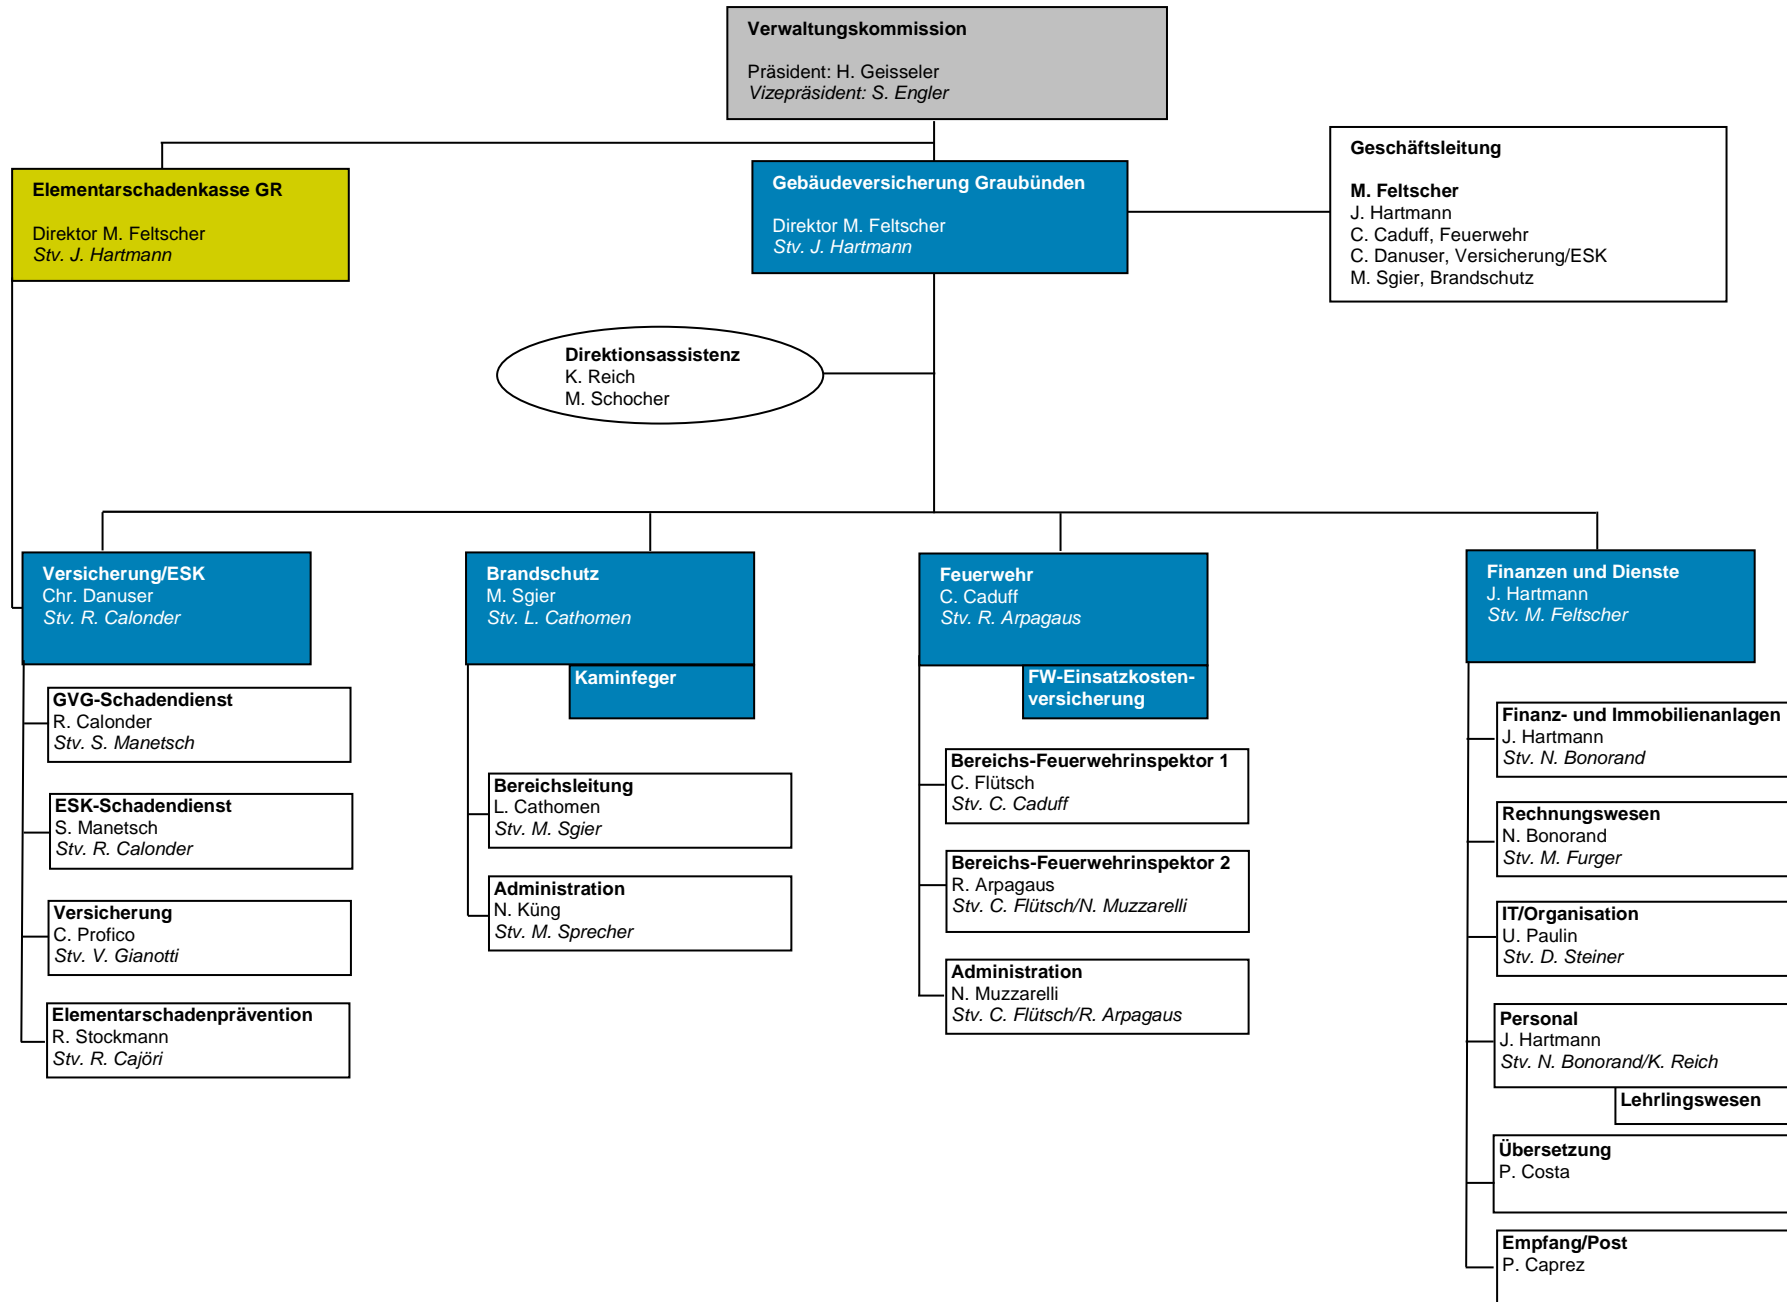 Verwaltungskommission
Präsident: H. Geisseler
Vizepräsident: S. Engler
Elementarschadenkasse GR
Direktor M. Feltscher
Stv. J. Hartmann
Gebäudeversicherung Graubünden
Direktor M. Feltscher
Stv. J. Hartmann
Geschäftsleitung
M. Feltscher
J. Hartmann
C. Caduff, Feuerwehr
C. Danuser, Versicherung/ESK
M. Sgier, Brandschutz
Direktionsassistenz
K. Reich
M. Schocher
Versicherung/ESK
Chr. Danuser
Stv. R. Calonder
GVG-Schadendienst
R. Calonder
Stv. S. Manetsch
ESK-Schadendienst
S. Manetsch
Stv. R. Calonder
Versicherung
C. Profico
Stv. V. Gianotti
Elementarschadenprävention
R. Stockmann
Stv. R. Cajöri
Brandschutz
M. Sgier
Stv. L. Cathomen
Kaminfeger
Bereichsleitung
L. Cathomen
Stv. M. Sgier
Administration
N. Küng
Stv. M. Sprecher
Feuerwehr
C. Caduff
Stv. R. Arpagaus
FW-Einsatzkosten-
versicherung
Bereichs-Feuerwehrinspektor 1
C. Flütsch
Stv. C. Caduff
Bereichs-Feuerwehrinspektor 2
R. Arpagaus
Stv. C. Flütsch/N. Muzzarelli
Administration
N. Muzzarelli
Stv. C. Flütsch/R. Arpagaus
Finanzen und Dienste
J. Hartmann
Stv. M. Feltscher
Finanz- und Immobilienanlagen
J. Hartmann
Stv. N. Bonorand
Rechnungswesen
N. Bonorand
Stv. M. Furger
IT/Organisation
U. Paulin
Stv. D. Steiner
Personal
J. Hartmann
Stv. N. Bonorand/K. Reich
Lehrlingswesen
Übersetzung
P. Costa
Empfang/Post
P. Caprez